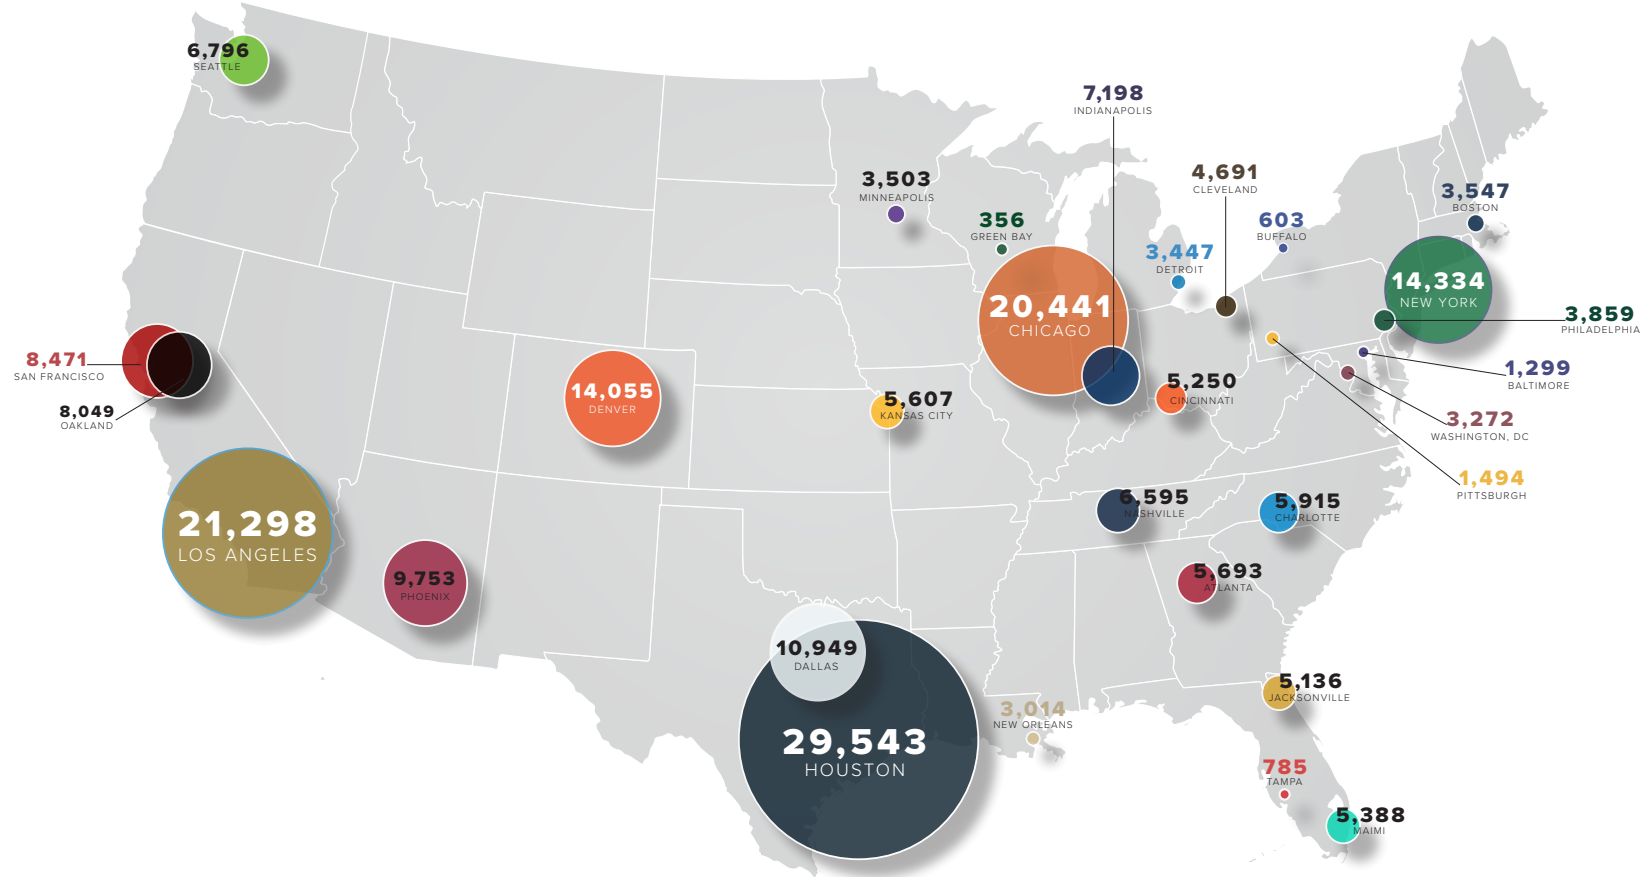 6,796
SEATTLE
7,198
INDIANAPOLIS
3,503
MINNEAPOLIS
4,691
CLEVELAND
3,547
BOSTON
356
GREEN BAY
603
BUFFALO
3,447
DETROIT
14,334
NEW YORK
20,441
CHICAGO
3,859
PHILADELPHIA
8,471
SAN FRANCISCO
1,299
BALTIMORE
14,055
DENVER
5,250
CINCINNATI
5,607
KANSAS CITY
8,049
OAKLAND
3,272
WASHINGTON, DC
1,494
PITTSBURGH
6,595
NASHVILLE
5,915
CHARLOTTE
21,298
LOS ANGELES
9,753
PHOENIX
5,693
ATLANTA
10,949
DALLAS
5,136
JACKSONVILLE
3,014
NEW ORLEANS
29,543
HOUSTON
785
TAMPA
5,388
MAIMI